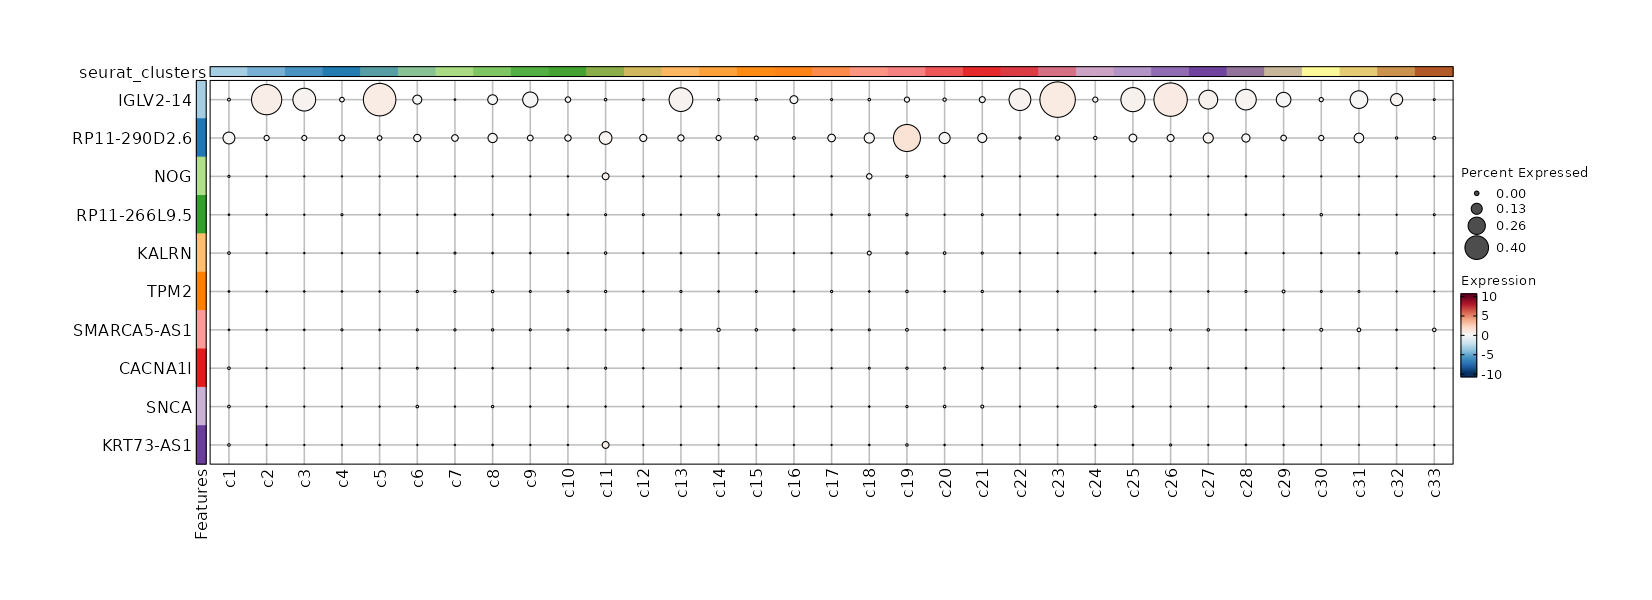 seurat_clusters
IGLV2-14
RP11-290D2.6
NOG
RP11-266L9.5
KALRN
TPM2
SMARCA5-AS1
CACNA1I
SNCA
KRT73-AS1
Features
c1 c2 c3 c4 c5 c6 c7 c8 c9 c10 c11 c12 c13 c14 c15 c16 c17 c18 c19 c20 c21 c22 c23 c24 c25 c26 c27 c28 c29 c30 c31 c32 c33
Percent Expressed
0.00
0.13
0.26
0.40
Expression
10
5
0
-5
-10